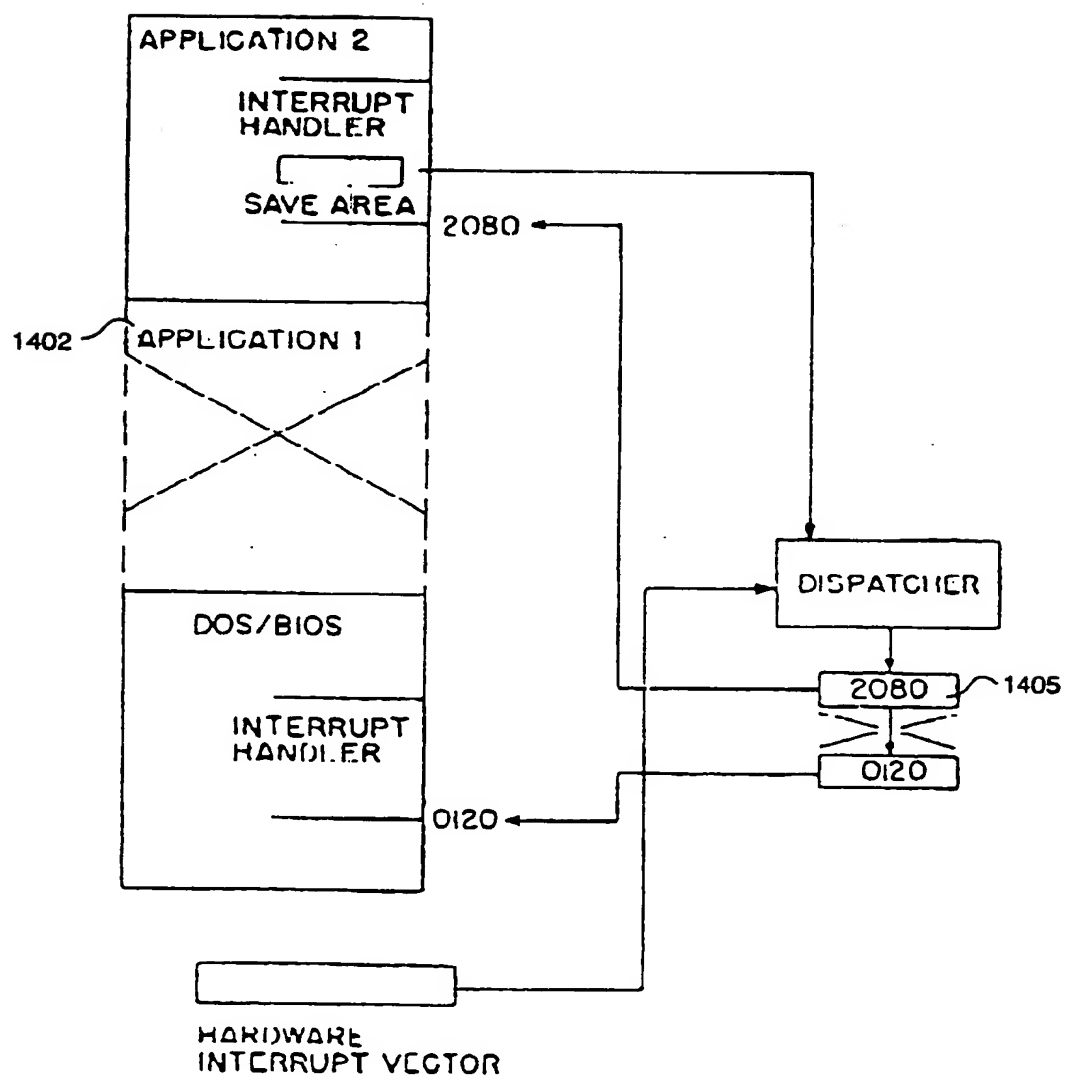 APPLICATION 2
INTERRUPT
HANDLER
SAVE AREA
2080
1402
APPLICATION 1
DISPATCHER
DOS/BIOS
2080
1405
INTERRUPT
HANDLER
0120
0120
HARDWARE
INTERRUPT VECTOR